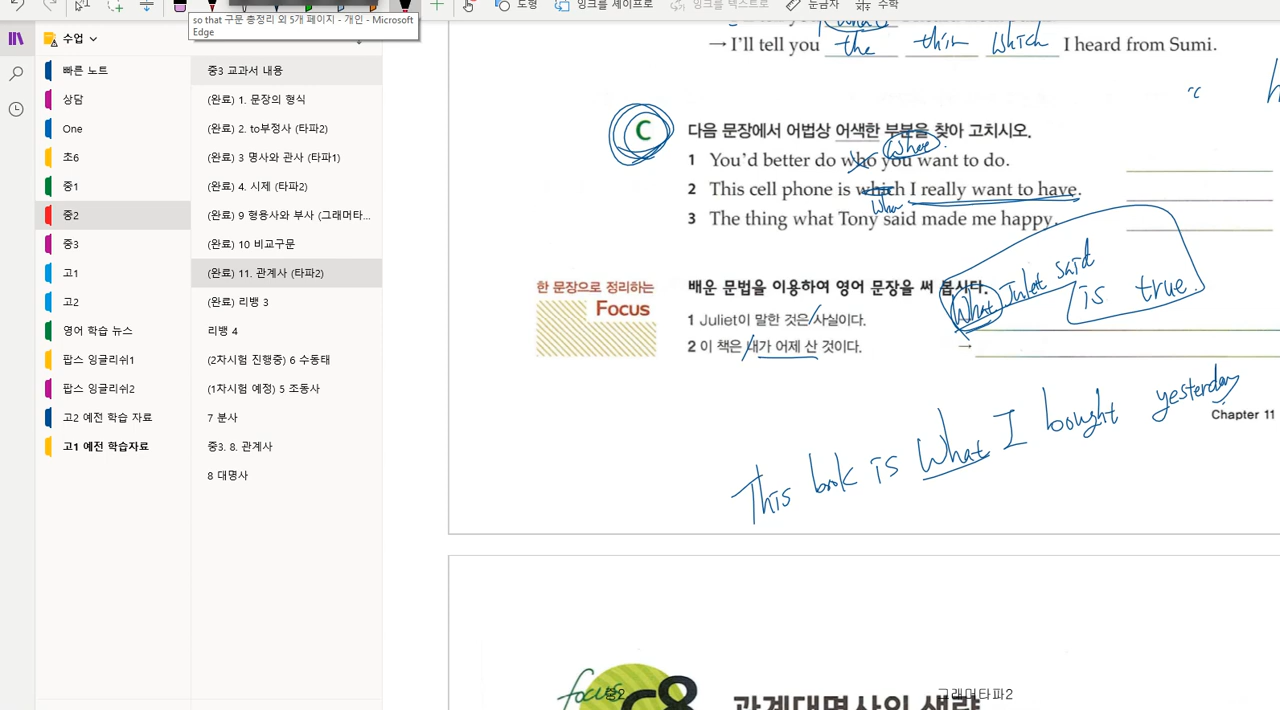 도형
잉크를 셰이프로
잉크를 텍스트로
눈금자
수학
so that 구문 총정리 외 5개 페이지 - 개인 - Microsoft
Edge
수업
빠른 노트
상담
One
초6
중1
중2
중3
고1
고2
영어 학습 뉴스
팝스 잉글리쉬1
팝스 잉글리쉬2
고2 예전 학습 자료
고1 예전 학습자료
중3 교과서 내용
(완료) 1. 문장의 형식
(완료) 2. to부정사 (타파2)
(완료) 3 명사와 관사 (타파1)
(완료) 4. 시제 (타파2)
(완료) 9 형용사와 부사 (그래머타...
(완료) 10 비교구문
(완료) 11. 관계사 (타파2)
(완료) 리뱅 3
리뱅 4
(2차시험 진행중) 6 수동태
(1차시험 예정) 5 조동사
7 분사
중3. 8. 관계사
8 대명사
→ I'll tell you the thin which I heard from Sumi.
C 다음 문장에서 어법상 어색한 부분을 찾아 고치시오.
what
1 You'd better do who you want to do.
2 This cell phone is which I really want to have.
3 The thing what Tony said made me happy.
한 문장으로 정리하는
Focus
배운 문법을 이용하여 영어 문장을 써 봅시다.
1 Juliet이 말한 것은 사실이다.
What Juliet said is true.
2 이 책은 내가 어제 산 것이다.
→
This book is what I bought yesterday
Chapter 11
focus
중2
그래머타파2
관계대명사의 생략